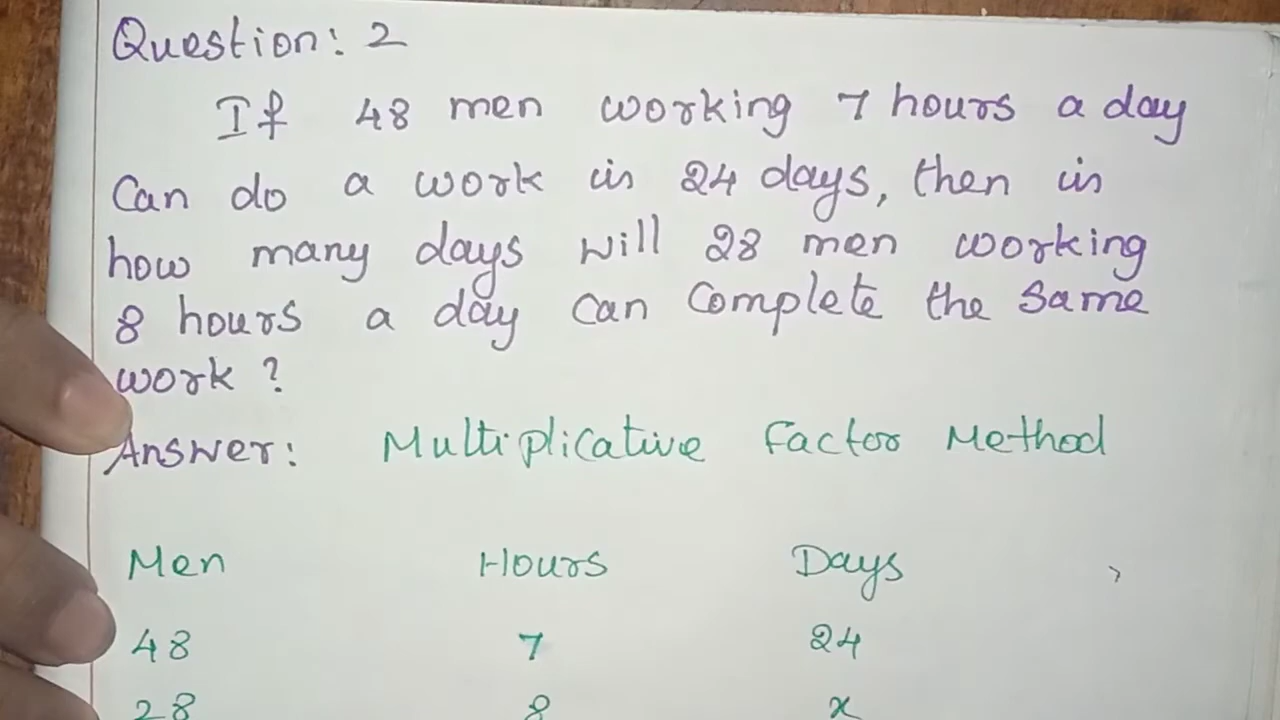 Question: 2
If 48 men working 7 hours a day
Can do a work in 24 days, then in
how many days will 28 men working
8 hours a day can complete the same
work ?
Answer: Multiplicative Factor Method
Men Hours Days
48 7 24
28 8 x